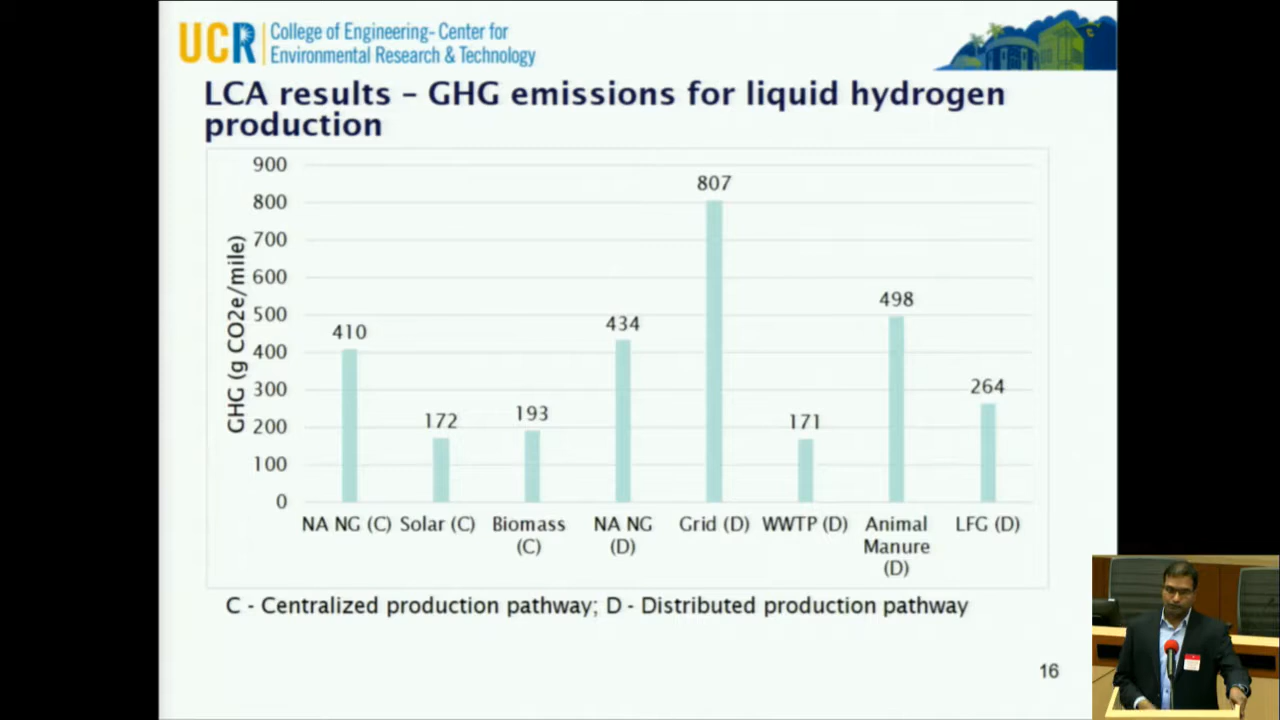 UCR College of Engineering- Center for
Environmental Research & Technology
LCA results – GHG emissions for liquid hydrogen
production
GHG (g CO2e/mile)
900
800
700
600
500
400
300
200
100
0
410
172
193
434
807
171
498
264
NA NG (C) Solar (C) Biomass (C) NA NG (D) Grid (D) WWTP (D) Animal Manure (D) LFG (D)
C - Centralized production pathway; D - Distributed production pathway
16